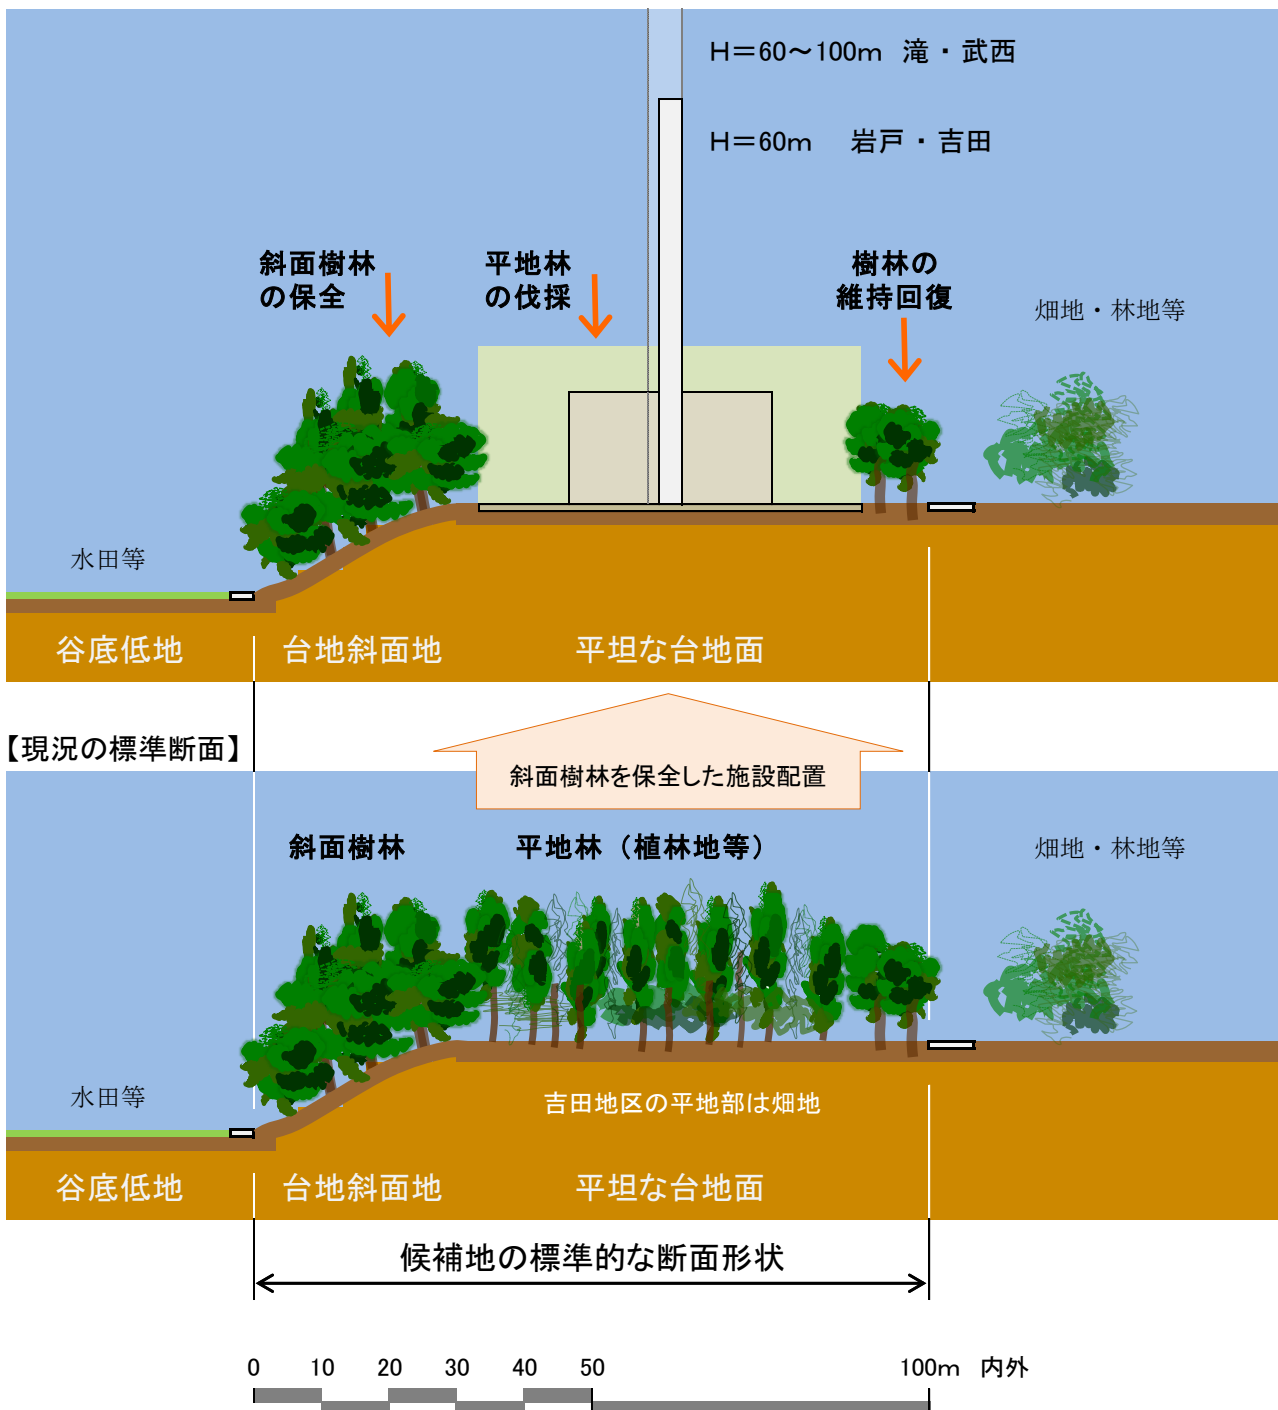 H＝60～100m 滝・武西
H＝60m 岩戸・吉田
斜面樹林
の保全
平地林
の伐採
樹林の
維持回復
畑地・林地等
水田等
谷底低地
台地斜面地
平坦な台地面
【現況の標準断面】
斜面樹林を保全した施設配置
斜面樹林
平地林（植林地等）
畑地・林地等
水田等
吉田地区の平地部は畑地
谷底低地
台地斜面地
平坦な台地面
候補地の標準的な断面形状
0 10 20 30 40 50 100m 内外